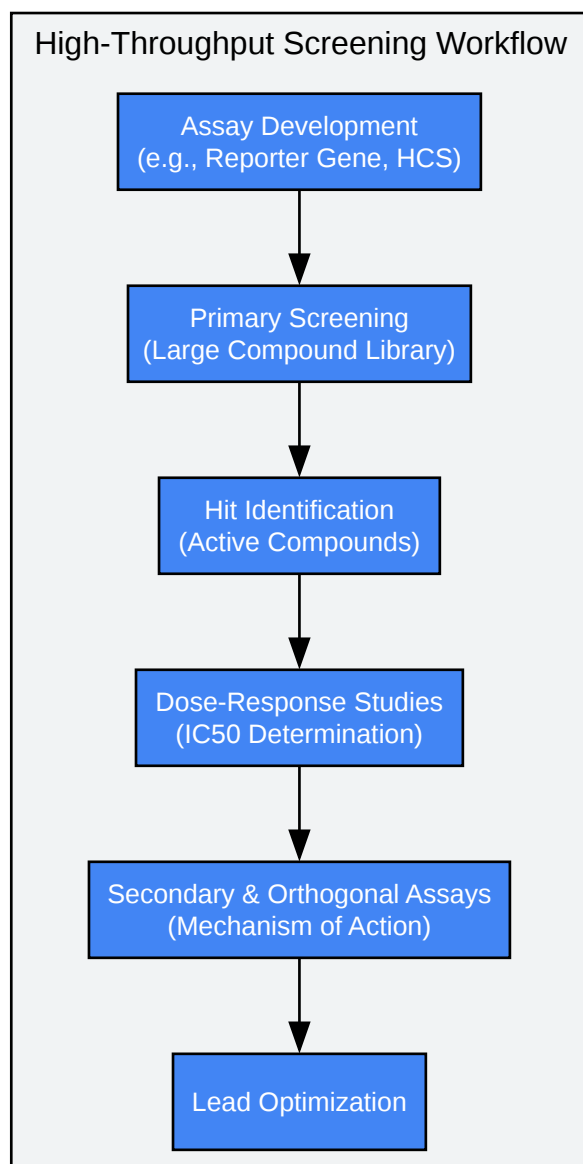 High-Throughput Screening Workflow
Assay Development
(e.g., Reporter Gene, HCS)
Primary Screening
(Large Compound Library)
Hit Identification
(Active Compounds)
Dose-Response Studies
(IC50 Determination)
Secondary & Orthogonal Assays
(Mechanism of Action)
Lead Optimization